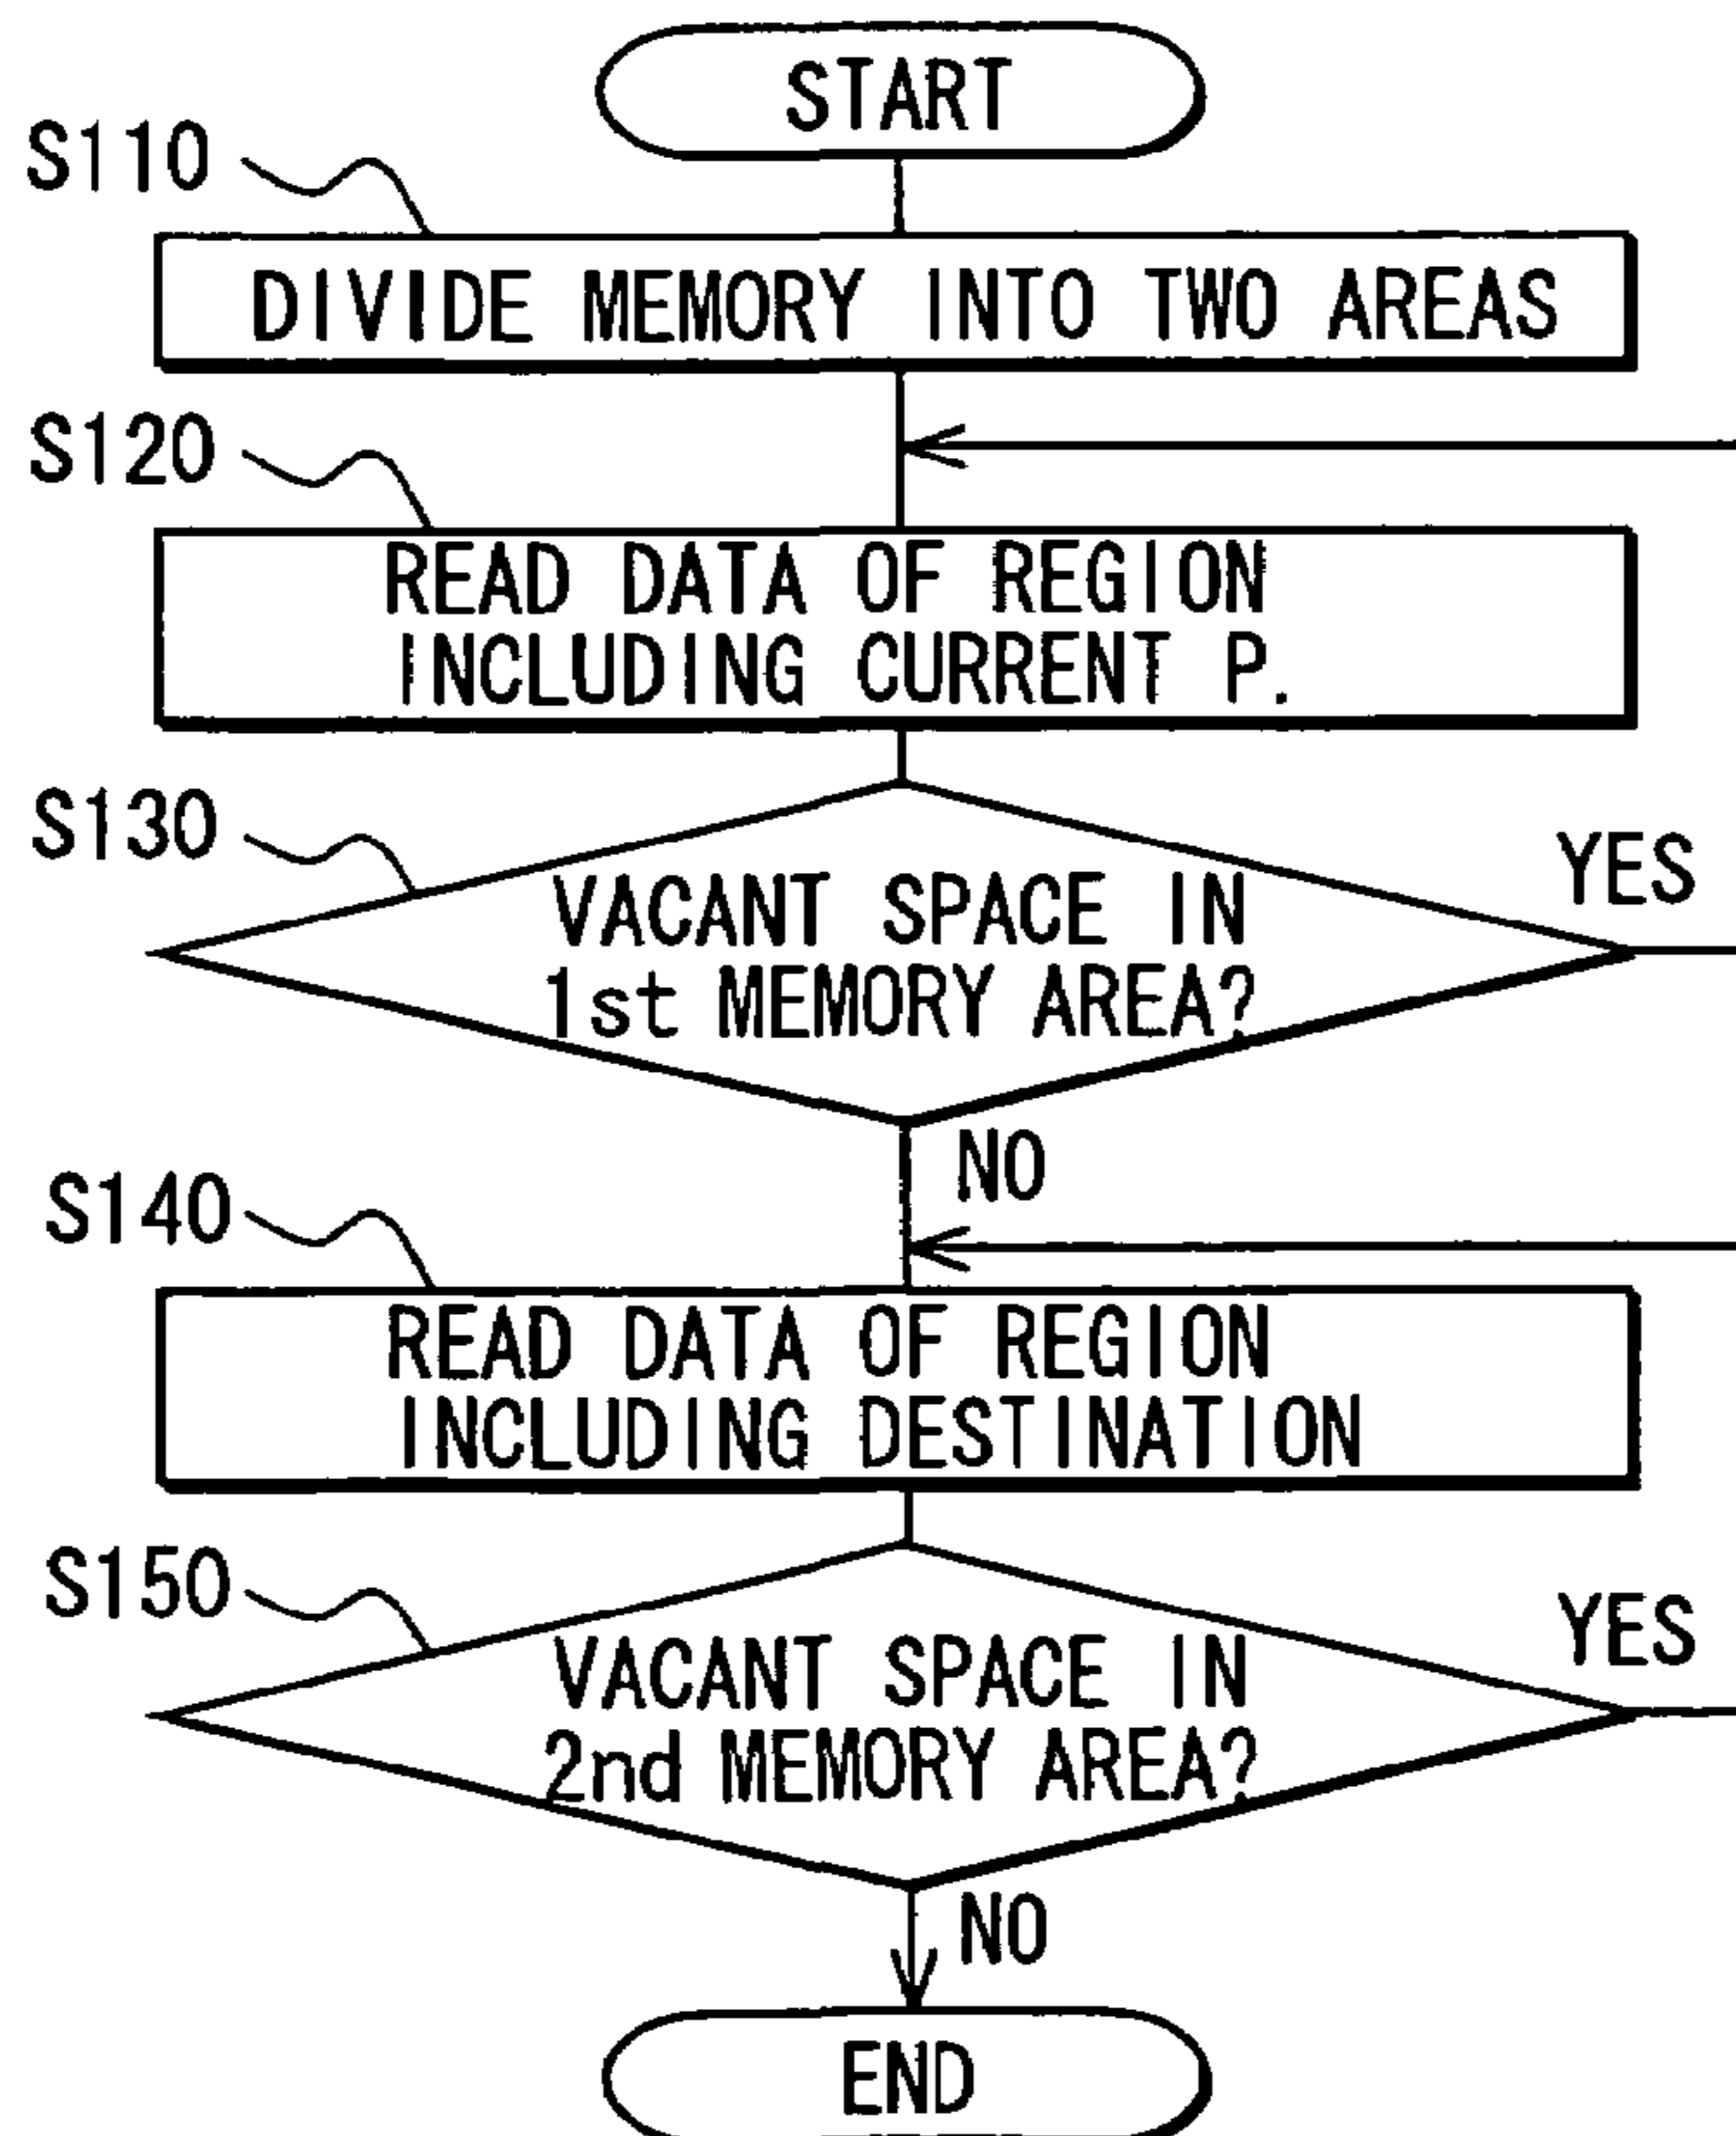 START
S110
DIVIDE MEMORY INTO TWO AREAS
S120
READ DATA OF REGION
INCLUDING CURRENT P.
S130
VACANT SPACE IN
1st MEMORY AREA?
YES
NO
S140
READ DATA OF REGION
INCLUDING DESTINATION
S150
VACANT SPACE IN
2nd MEMORY AREA?
YES
NO
END